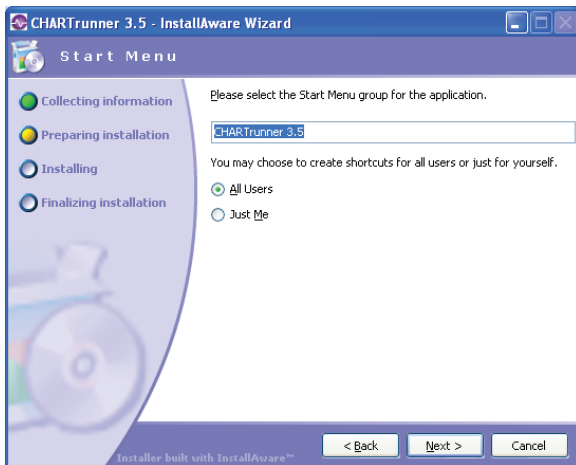 CHARTrunner 3.5 - InstallAware Wizard
Start Menu
Collecting information
Preparing installation
Installing
Finalizing installation
Please select the Start Menu group for the application.
CHARTrunner 3.5
You may choose to create shortcuts for all users or just for yourself.
All Users
Just Me
Installer built with InstallAware™
< Back
Next >
Cancel